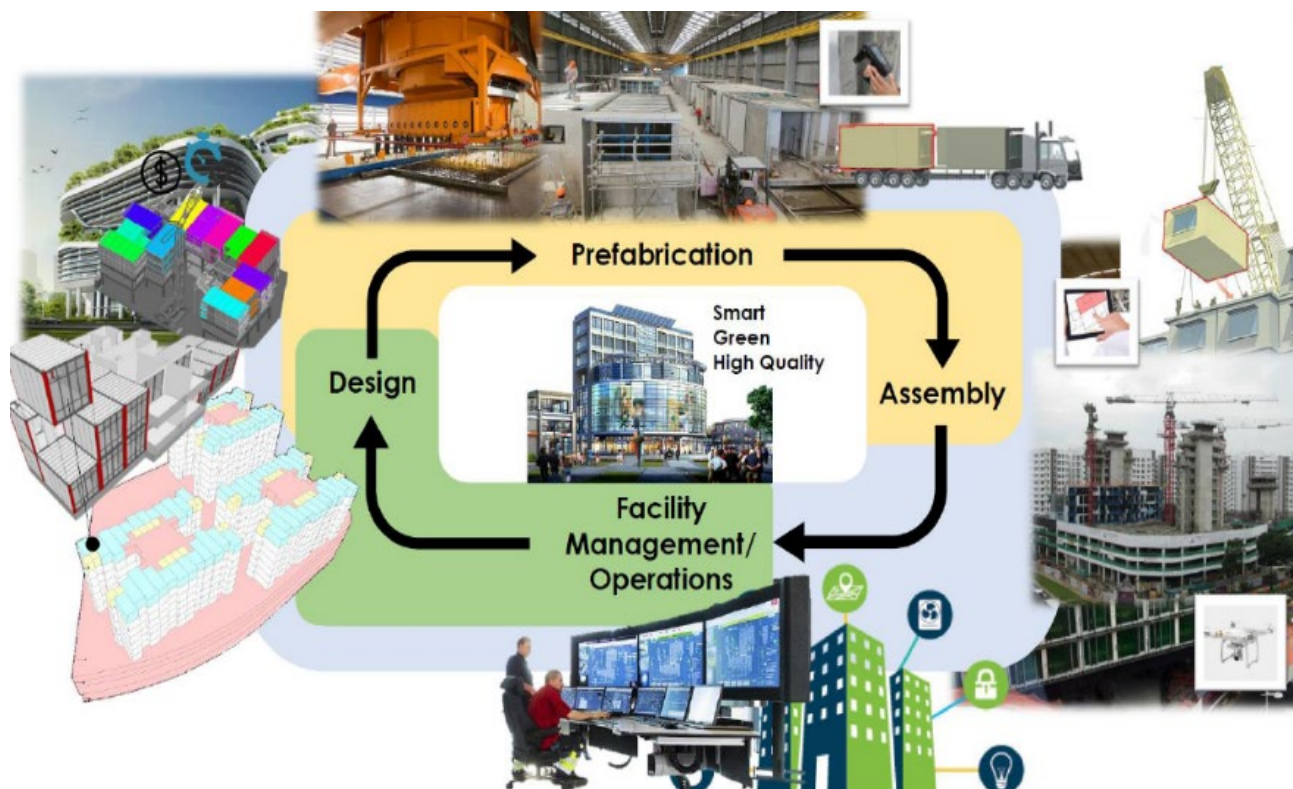 Prefabrication
Smart
Green
High Quality
Design
Assembly
Facility
Management/
Operations